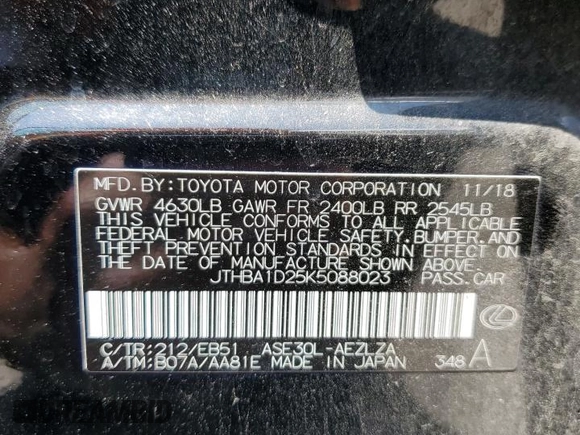 MFD.BY:TOYOTA MOTOR CORPORATION 11/18
GVWR 4630LB GAWR FR 2400LB RR 2545LB
THIS VEHICLE CONFORMS TO ALL APPLICABLE
FEDERAL MOTOR VEHICLE SAFETY,BUMPER,AND
THEFT PREVENTION STANDARDS IN EFFECT ON
THE DATE OF MANUFACTURE SHOWN ABOVE.
JTHBA1D25K5088023 PASS.CAR
C/TR:212/EB51 ASE30L-AEZLZA
A/TM:B07A/AA81E MADE IN JAPAN 348 A